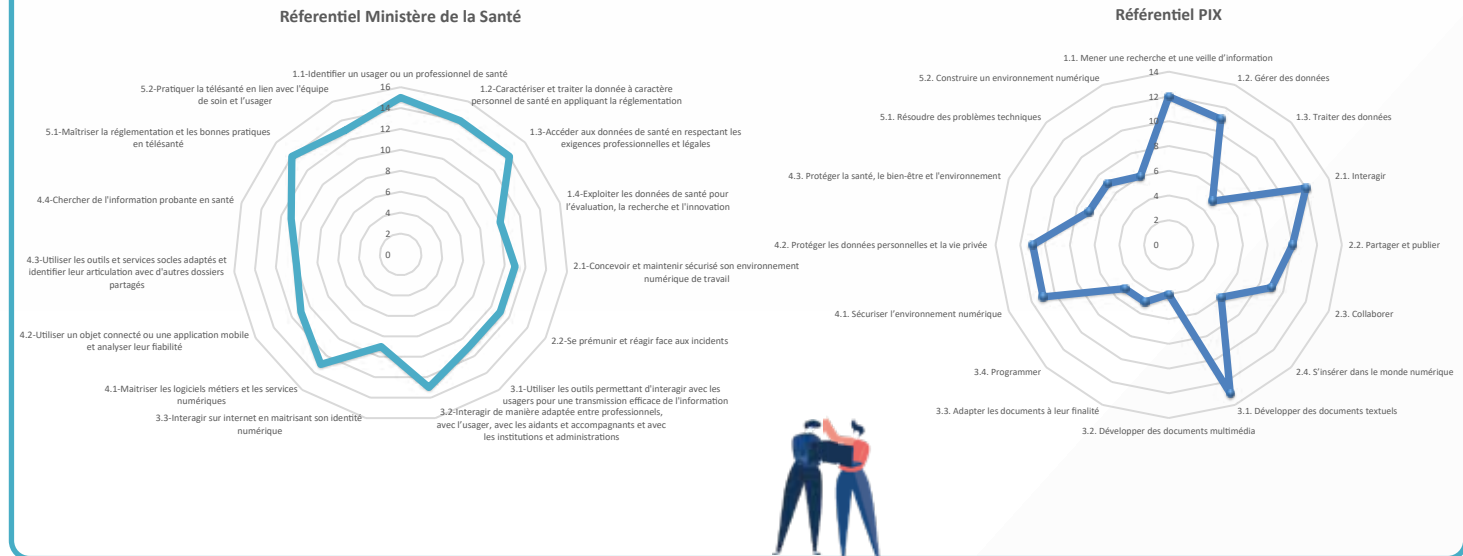 Réferentiel Ministère de la Santé
1.1-Identifier un usager ou un professionnel de santé
1.2-Caractériser et traiter la donnée à caractère
personnel de santé en appliquant la réglementation
1.3-Accéder aux données de santé en respectant les
exigences professionnelles et légales
1.4-Exploiter les données de santé pour
l'évaluation, la recherche et l'innovation
2.1-Concevoir et maintenir sécurisé son environnement
numérique de travail
2.2-Se prémunir et réagir face aux incidents
3.1-Utiliser les outils permettant d'interagir avec les
usagers pour une transmission efficace de l'information
3.2-Interagir de manière adaptée entre professionnels,
avec l'usager, avec les aidants et accompagnants et avec
les institutions et administrations
3.3-Interagir sur internet en maitrisant son identité
numérique
4.1-Maitriser les logiciels métiers et les services
numériques
4.2-Utiliser un objet connecté ou une application mobile
et analyser leur fiabilité
4.3-Utiliser les outils et services socles adaptés et
identifier leur articulation avec d'autres dossiers
partagés
4.4-Chercher de l'information probante en santé
5.1-Maîtriser la réglementation et les bonnes pratiques
en télésanté
5.2-Pratiquer la télésanté en lien avec l'équipe
de soin et l'usager
16
14
12
10
8
6
4
2
0
Référentiel PIX
1.1. Mener une recherche et une veille d'information
1.2. Gérer des données
1.3. Traiter des données
2.1. Interagir
2.2. Partager et publier
2.3. Collaborer
2.4. S'insérer dans le monde numérique
3.1. Développer des documents textuels
3.2. Développer des documents multimédia
3.3. Adapter les documents à leur finalité
3.4. Programmer
4.1. Sécuriser l'environnement numérique
4.2. Protéger les données personnelles et la vie privée
4.3. Protéger la santé, le bien-être et l'environnement
5.1. Résoudre des problèmes techniques
5.2. Construire un environnement numérique
14
12
10
8
6
4
2
0